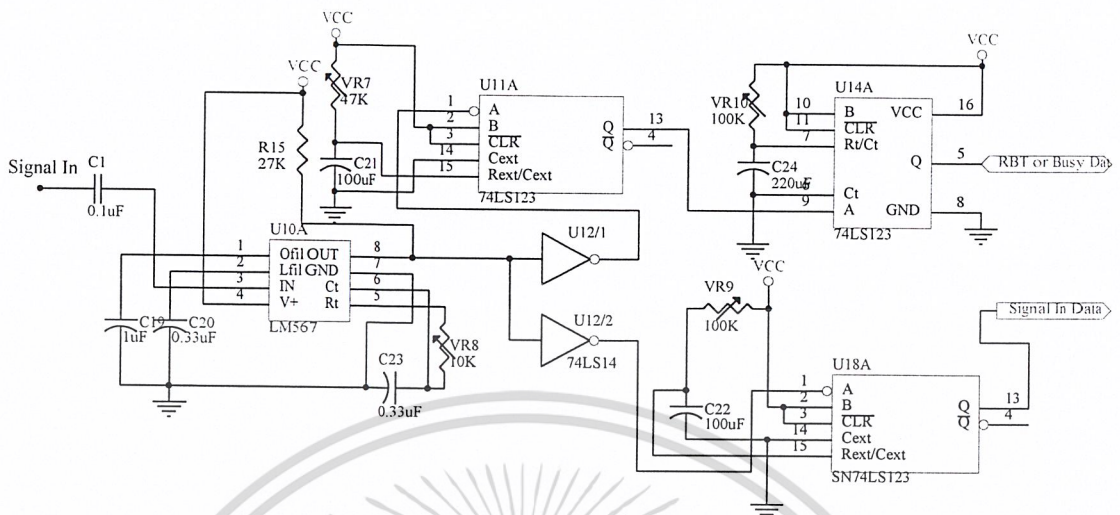 Signal In
C1
0.1uF
VCC
R15
27K
VCC
VR7
47K
C21
100uF
U11A
1
2
3
14
15
A
B
CLR
Cext
Rext/Cext
Q
Q
13
4
74LS123
U10A
1
2
3
4
Ofil
Lfil
IN
V+
OUT
GND
Ct
Rt
8
7
6
5
LM567
C19
1uF
C20
0.33uF
C23
0.33uF
VR8
10K
U12/1
U12/2
74LS14
VCC
VR10
100K
C24
220uF
U14A
10
11
7
9
B
CLR
Rt/Ct
Ct
A
VCC
Q
GND
16
5
8
74LS123
RBT or Busy
VCC
VR9
100K
C22
100uF
U18A
1
2
3
14
15
A
B
CLR
Cext
Rext/Cext
Q
Q
13
4
SN74LS123
Signal In Data